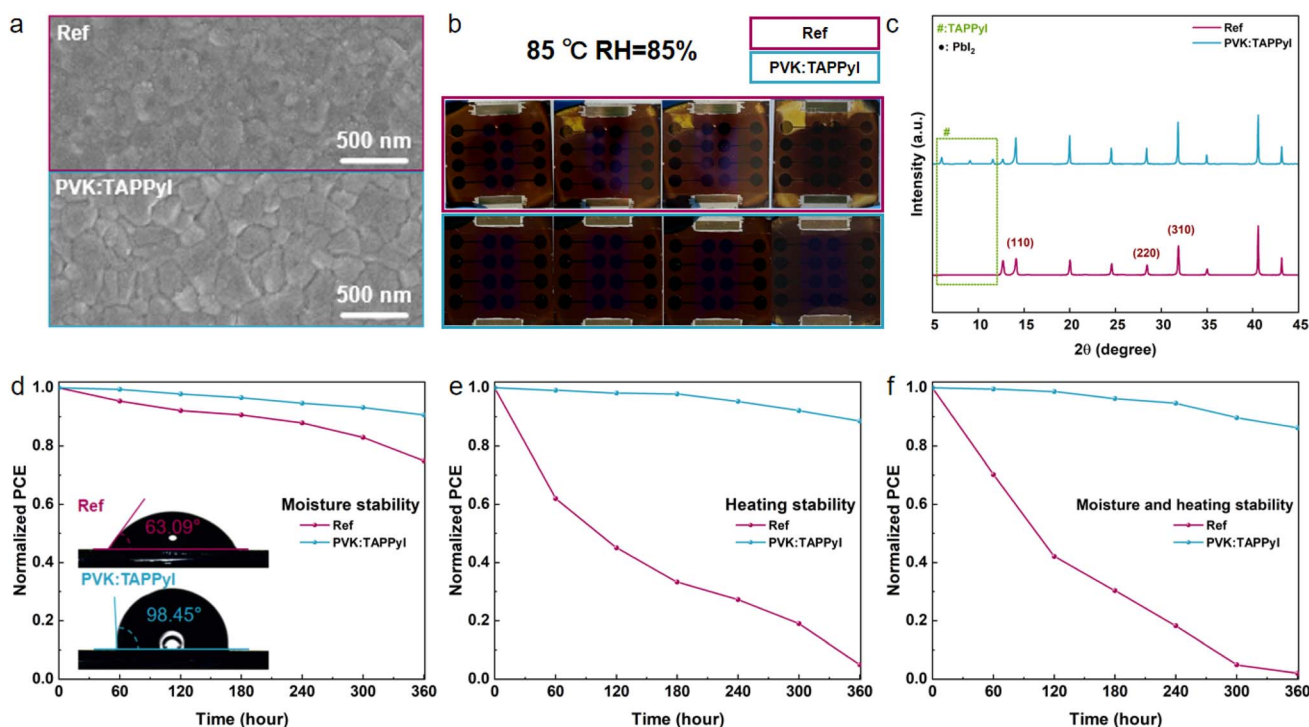 a
Ref
500 nm
PVK:TAPPyI
500 nm
b
85 °C RH=85%
Ref
PVK:TAPPyI
c
#:TAPPyI
●: PbI2
Ref
PVK:TAPPyI
#
(110)
(220)
(310)
Intensity (a.u.)
5 10 15 20 25 30 35 40 45
2θ (degree)
d
Normalized PCE
1.0
0.8
0.6
0.4
0.2
0.0
Moisture stability
Ref
PVK:TAPPyI
Ref
63.09°
PVK:TAPPyI
98.45°
0 60 120 180 240 300 360
Time (hour)
e
Normalized PCE
1.0
0.8
0.6
0.4
0.2
0.0
Heating stability
Ref
PVK:TAPPyI
0 60 120 180 240 300 360
Time (hour)
f
Normalized PCE
1.0
0.8
0.6
0.4
0.2
0.0
Moisture and heating stability
Ref
PVK:TAPPyI
0 60 120 180 240 300 360
Time (hour)